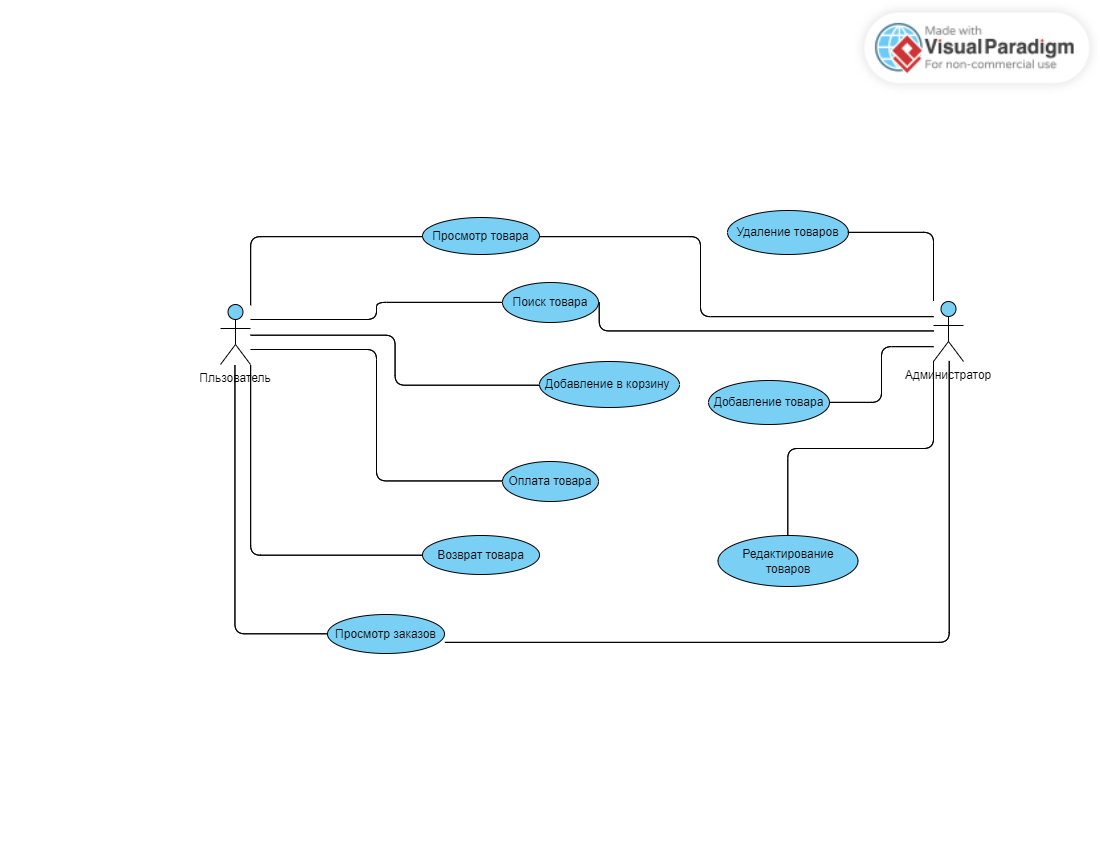 Made with
Visual Paradigm
For non-commercial use
Просмотр товара
Удаление товаров
Поиск товара
Пльзователь
Администратор
Добавление в корзину
Добавление товара
Оплата товара
Возврат товара
Редактирование
товаров
Просмотр заказов